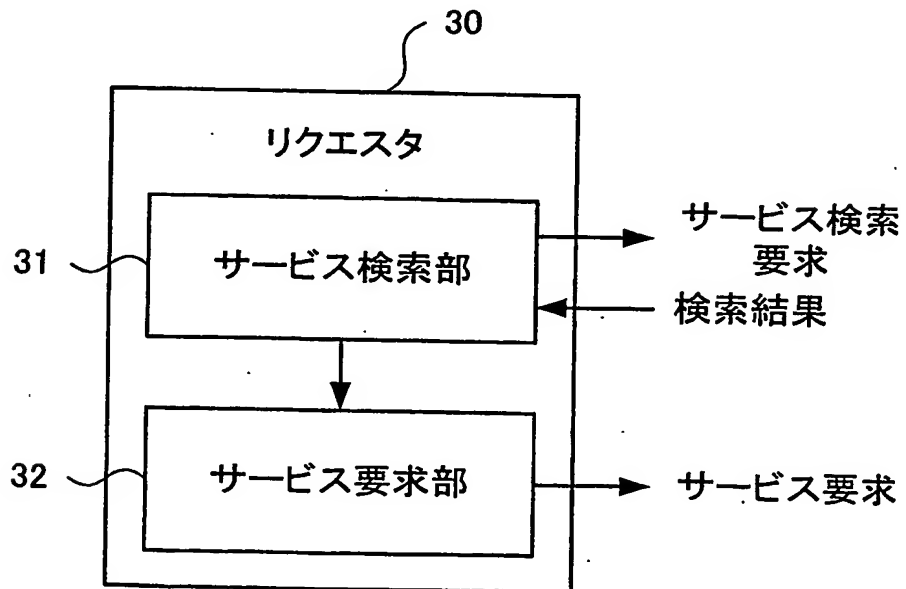 30
リクエスタ
31
サービス検索部
サービス検索
要求
検索結果
32
サービス要求部
サービス要求